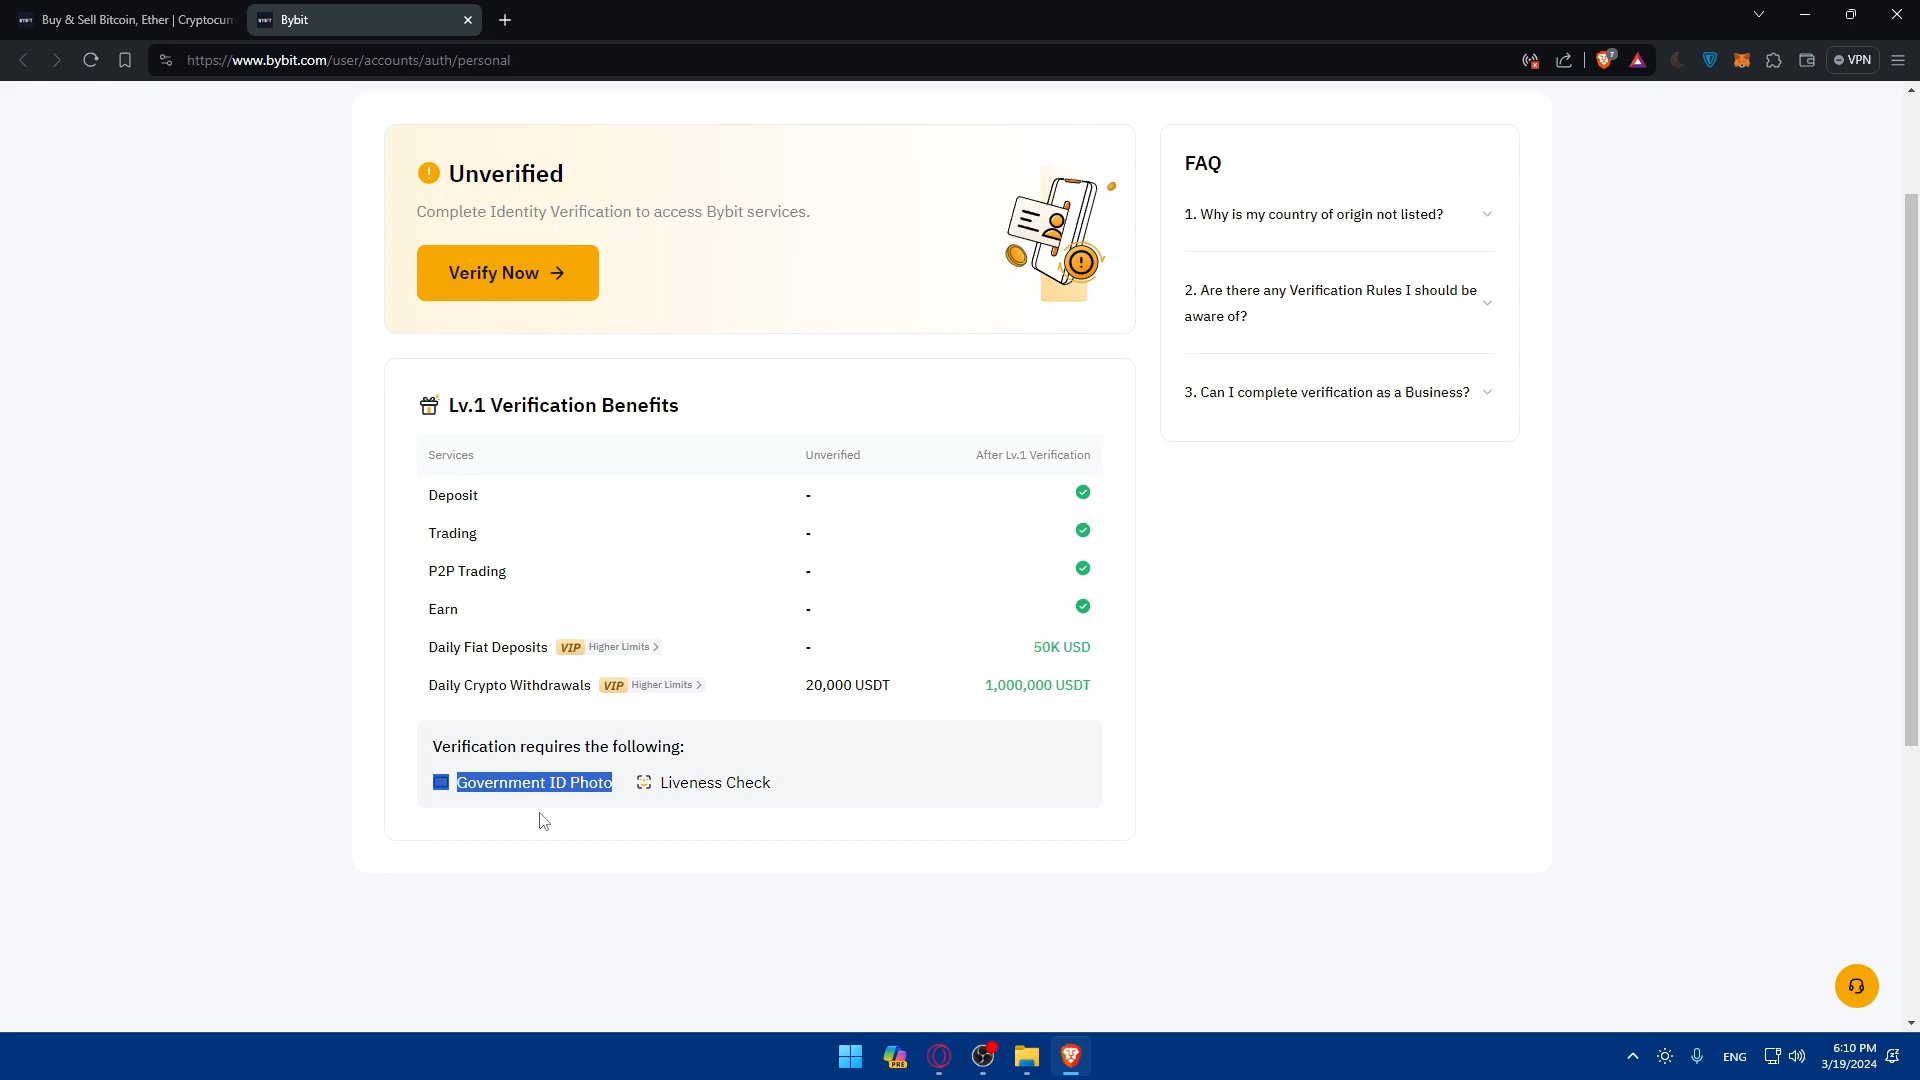 Buy & Sell Bitcoin, Ether | Cryptocurr
Bybit
https://www.bybit.com/user/accounts/auth/personal
7
VPN
Unverified
Complete Identity Verification to access Bybit services.
Verify Now →
Lv.1 Verification Benefits
Services Unverified After Lv.1 Verification
Deposit -
Trading -
P2P Trading -
Earn -
Daily Fiat Deposits VIP Higher Limits > - 50K USD
Daily Crypto Withdrawals VIP Higher Limits > 20,000 USDT 1,000,000 USDT
Verification requires the following:
Government ID Photo Liveness Check
FAQ
1. Why is my country of origin not listed?
2. Are there any Verification Rules I should be
aware of?
3. Can I complete verification as a Business?
PRE
ENG
6:10 PM
3/19/2024